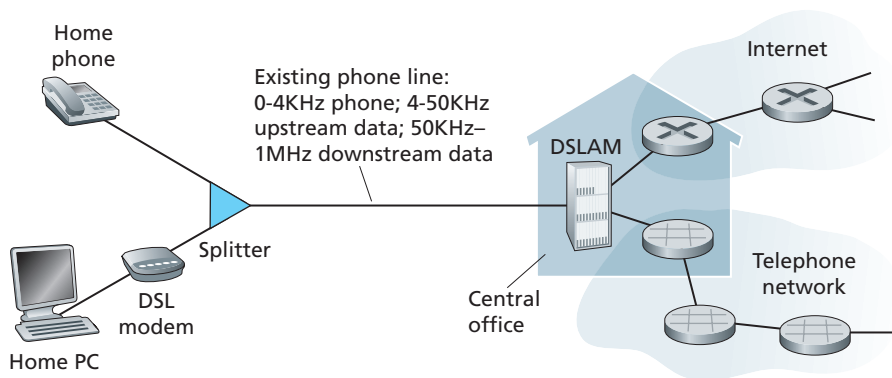 Home
phone
Existing phone line:
0-4KHz phone; 4-50KHz
upstream data; 50KHz–
1MHz downstream data
Internet
DSLAM
Splitter
DSL
modem
Home PC
Central
office
Telephone
network